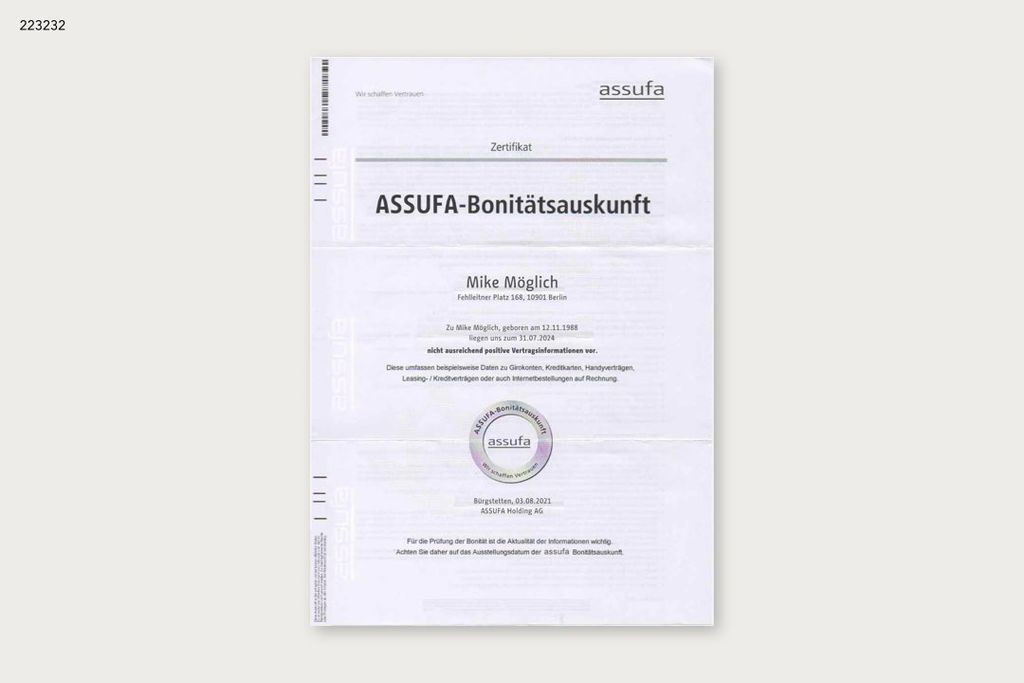 223232
Wir schaffen Vertrauen
assufa
Zertifikat
ASSUFA-Bonitätsauskunft
Mike Möglich
Fehlleitner Platz 168, 10901 Berlin
Zu Mike Möglich, geboren am 12.11.1988
liegen uns zum 31.07.2024
nicht ausreichend positive Vertragsinformationen vor.
Diese umfassen beispielsweise Daten zu Girokonten, Kreditkarten, Handyverträgen,
Leasing- / Kreditverträgen oder auch Internetbestellungen auf Rechnung.
ASSUFA-Bonitätsauskunft
assufa
Wir schaffen Vertrauen
Bürgstetten, 03.08.2021
ASSUFA Holding AG
Für die Prüfung der Bonität ist die Aktualität der Informationen wichtig.
Achten Sie daher auf das Ausstellungsdatum der assufa Bonitätsauskunft.
assufa
assufa
assufa